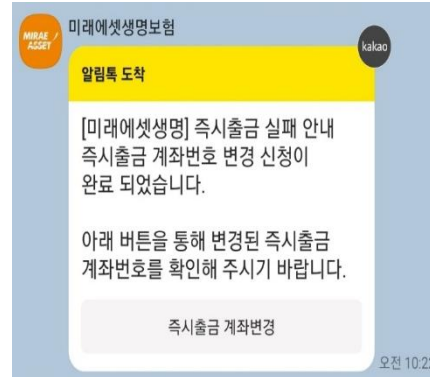 MIRAE
ASSET
미래에셋생명보험
kakao
알림톡 도착
[미래에셋생명] 즉시출금 실패 안내
즉시출금 계좌번호 변경 신청이
완료 되었습니다.
아래 버튼을 통해 변경된 즉시출금
계좌번호를 확인해 주시기 바랍니다.
즉시출금 계좌변경
오전 10:22